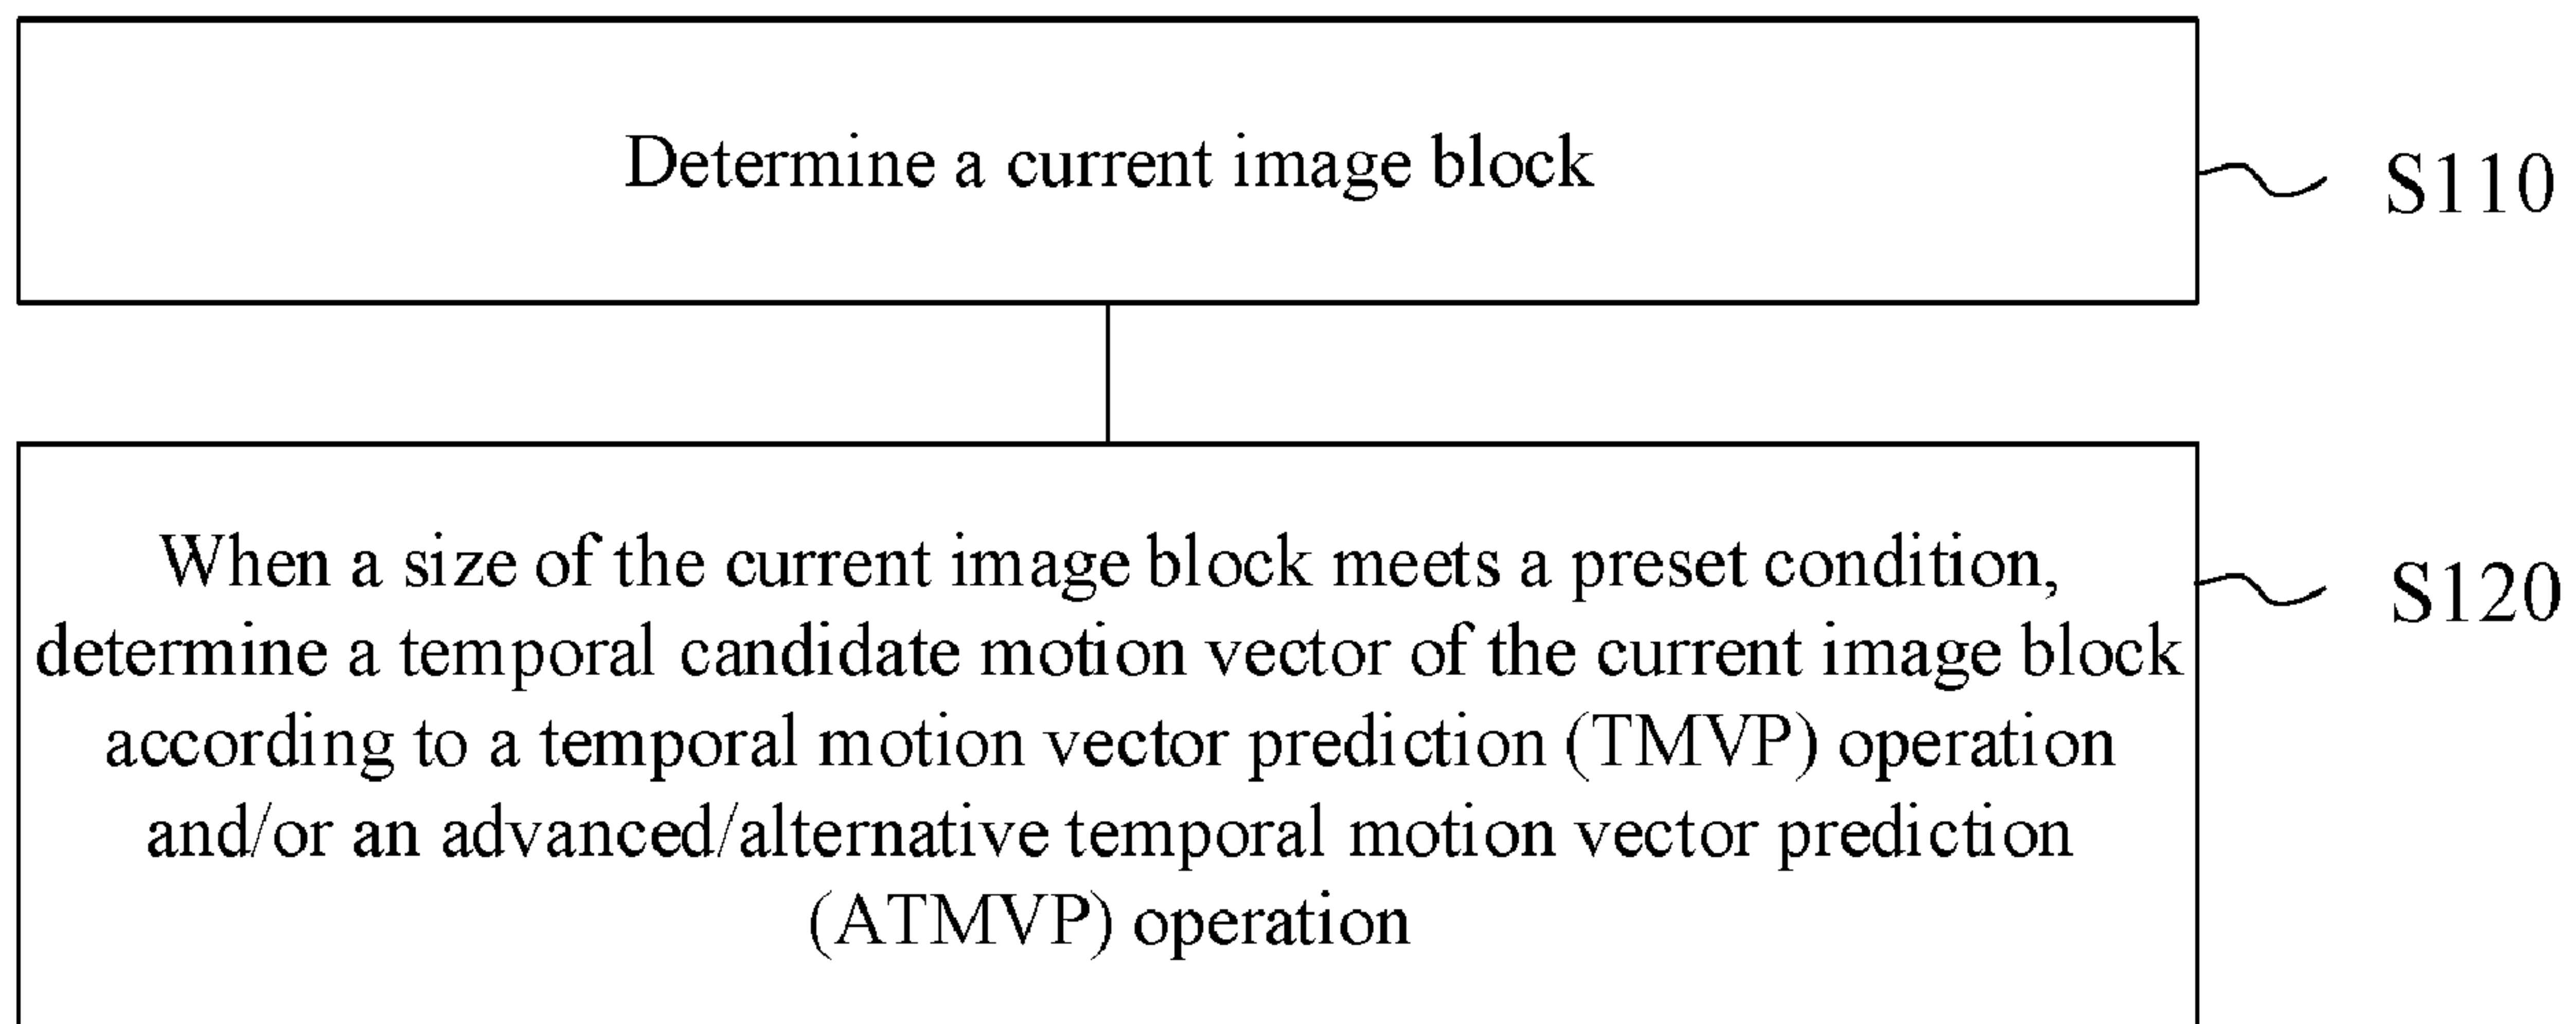 Determine a current image block
S110
When a size of the current image block meets a preset condition,
determine a temporal candidate motion vector of the current image block
according to a temporal motion vector prediction (TMVP) operation
and/or an advanced/alternative temporal motion vector prediction
(ATMVP) operation
S120